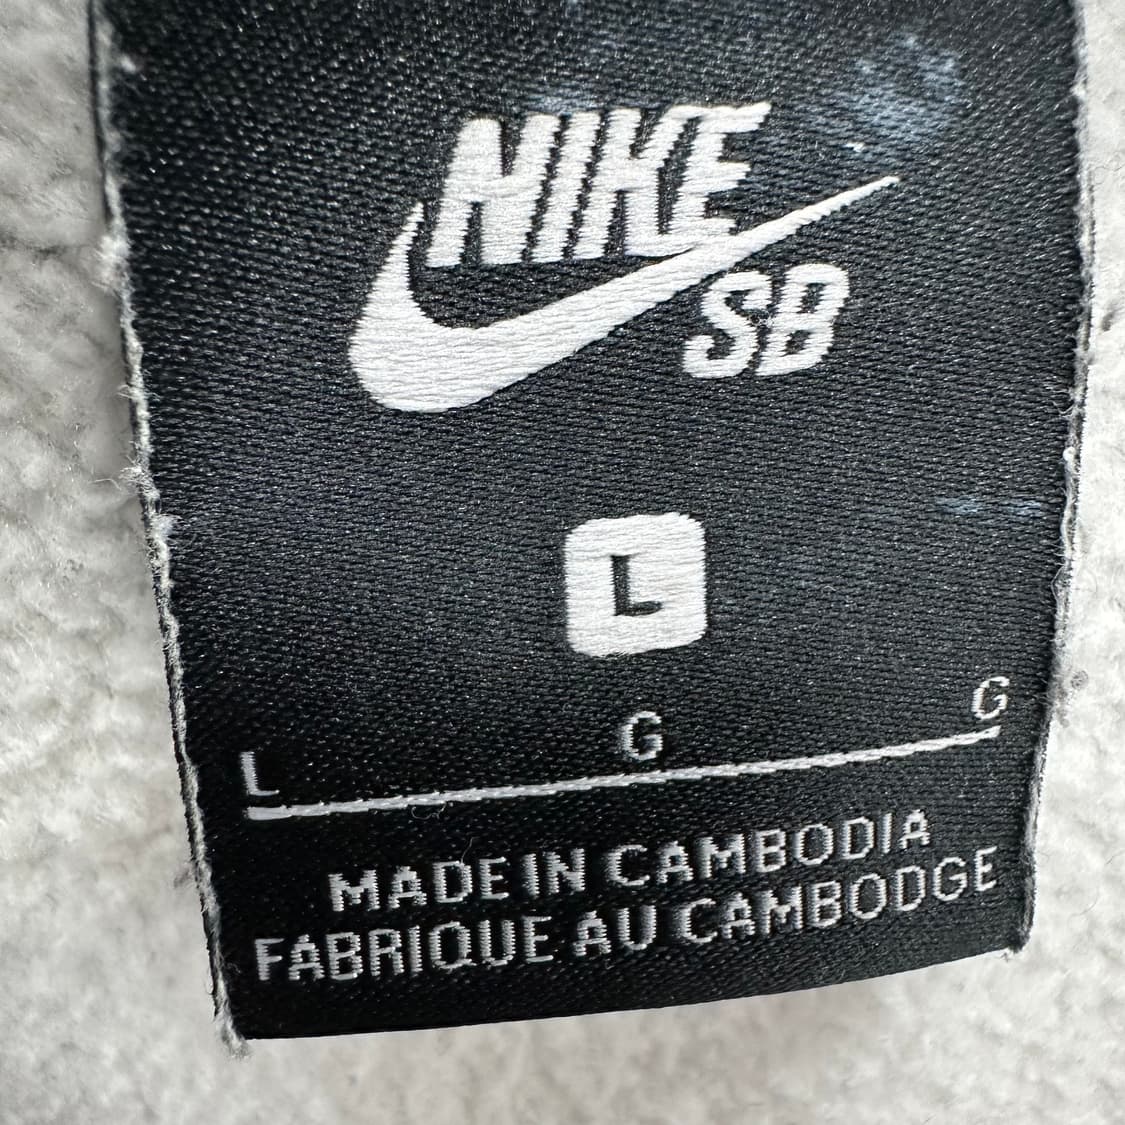 NIKE
SB
L
L G G
MADE IN CAMBODIA
FABRIQUE AU CAMBODGE